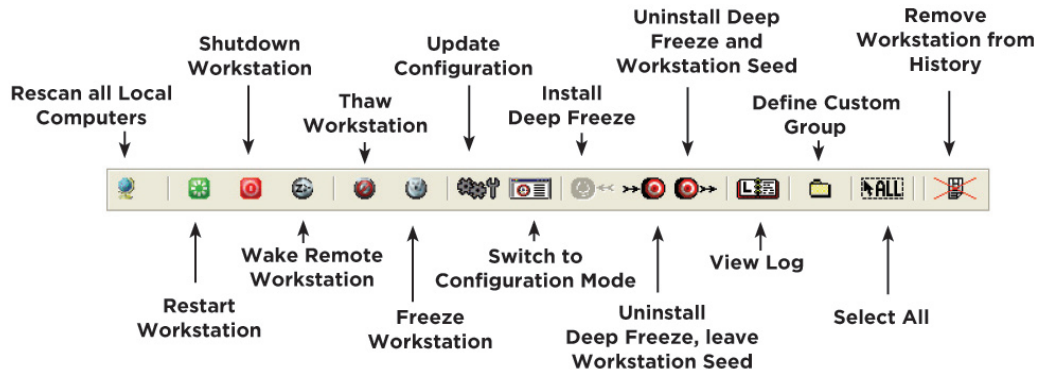 Rescan all Local
Computers
Shutdown
Workstation
Thaw
Workstation
Update
Configuration
Install
Deep Freeze
Uninstall Deep
Freeze and
Workstation Seed
Define Custom
Group
Remove
Workstation from
History
ALL
Restart
Workstation
Wake Remote
Workstation
Freeze
Workstation
Switch to
Configuration Mode
Uninstall
Deep Freeze, leave
Workstation Seed
View Log
Select All